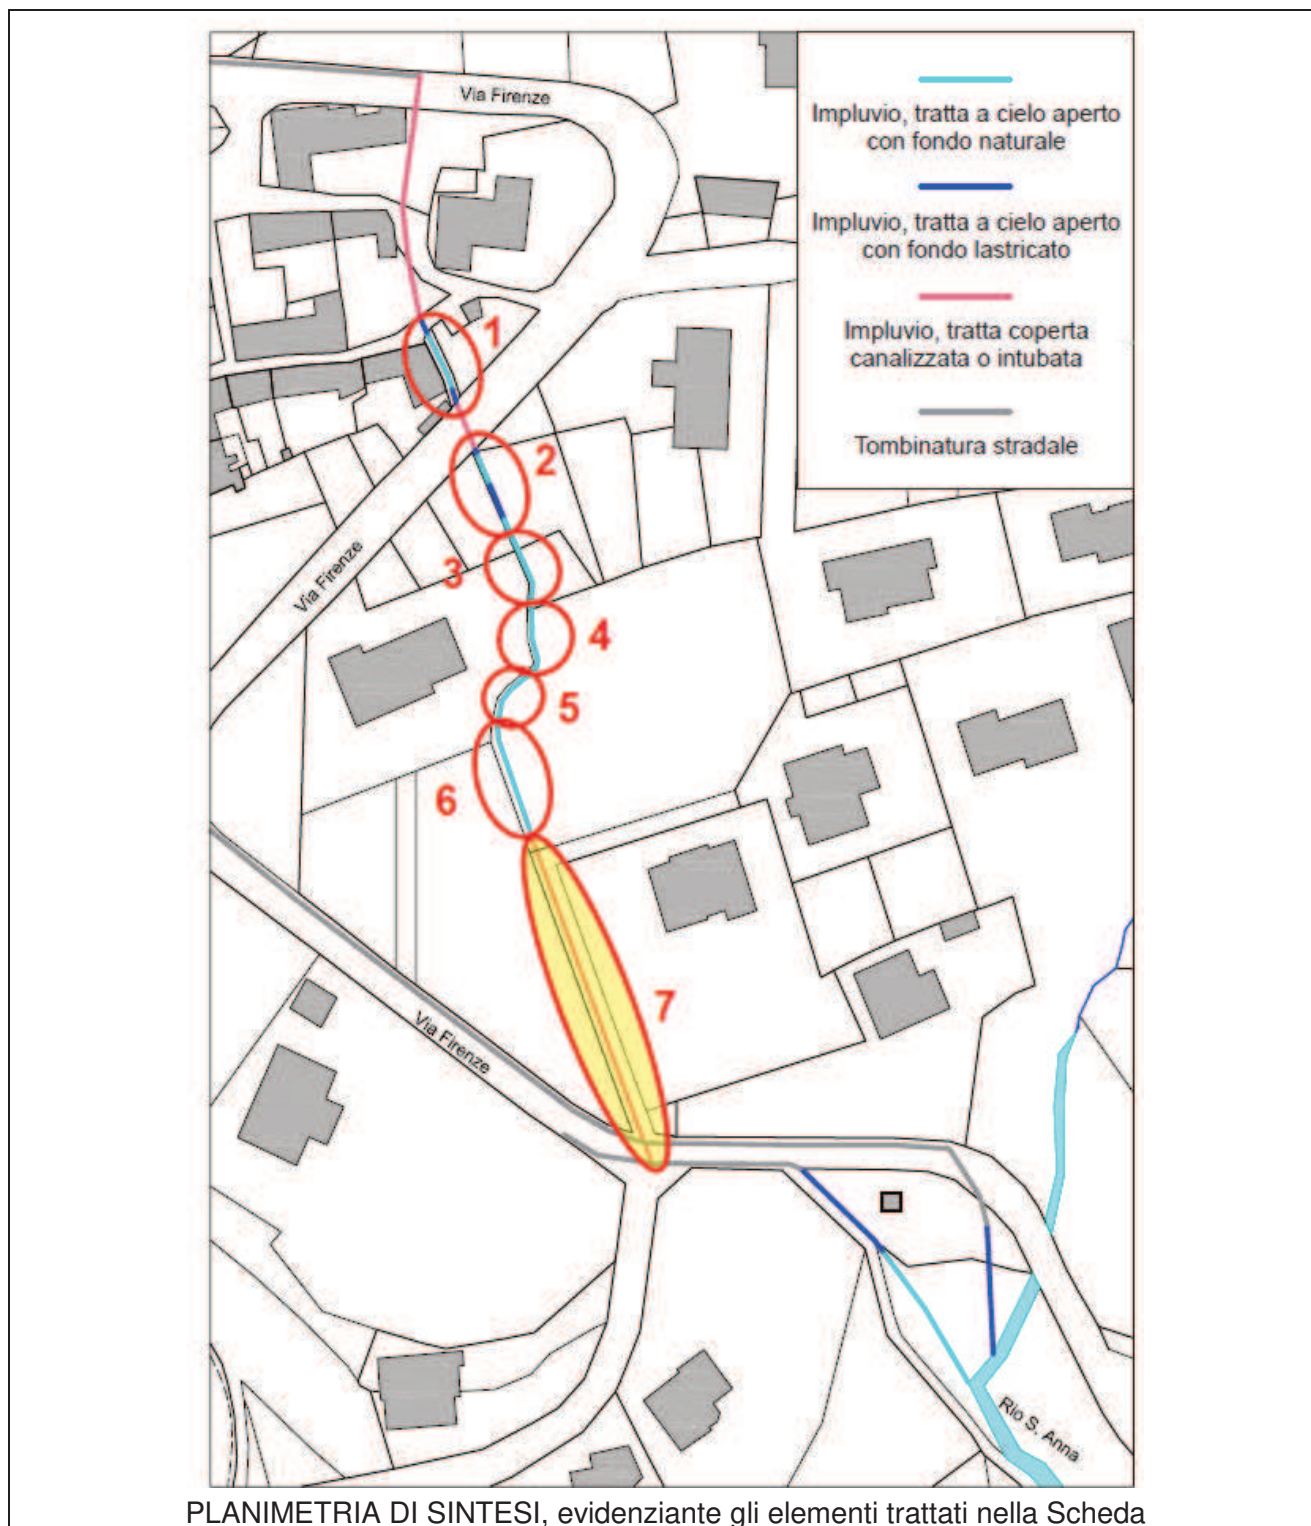 Via Firenze
Impluvio, tratta a cielo aperto
con fondo naturale
Impluvio, tratta a cielo aperto
con fondo lastricato
Impluvio, tratta coperta
canalizzata o intubata
Tombinatura stradale
1
2
3
Via Firenze
4
5
6
7
Via Firenze
Rio S. Anna
PLANIMETRIA DI SINTESI, evidenziante gli elementi trattati nella Scheda